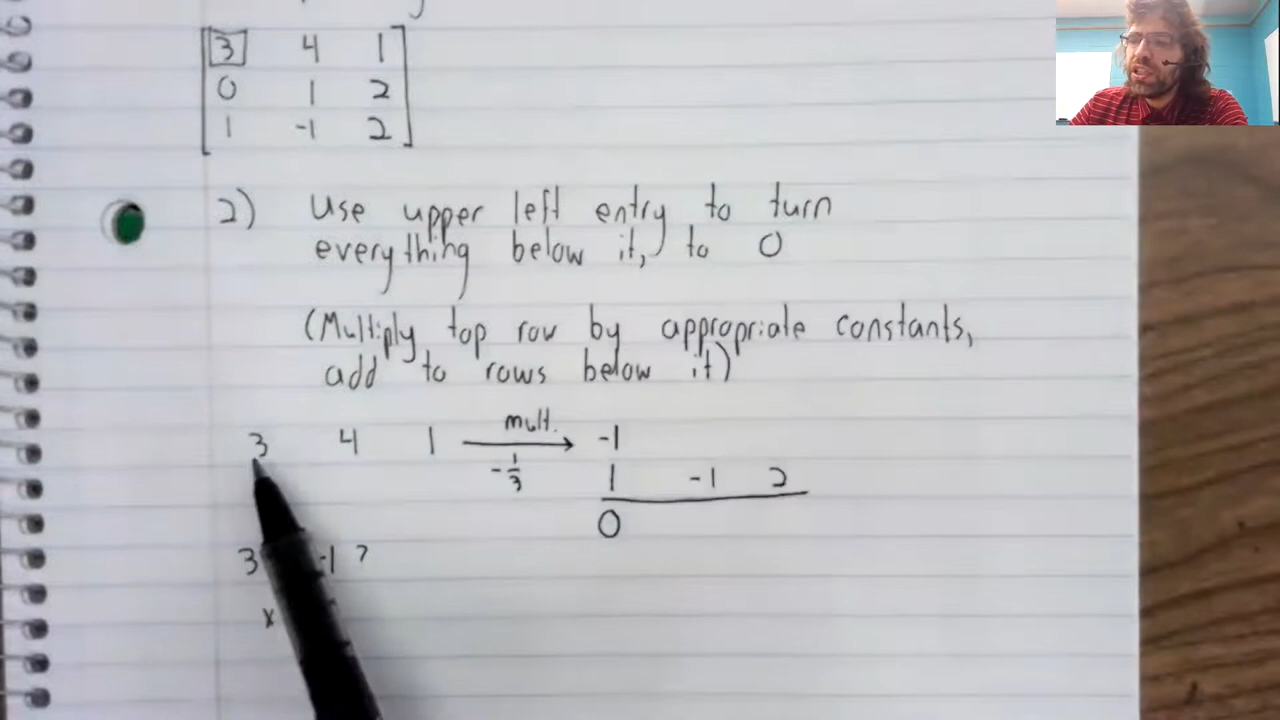 3 4 1
0 1 2
1 -1 2
2) Use upper left entry to turn
everything below it, to 0
(Multiply top row by appropriate constants,
add to rows below it)
3 4 1 mult. -1
-1/3 1 -1 2
0
3 -1 ?
x